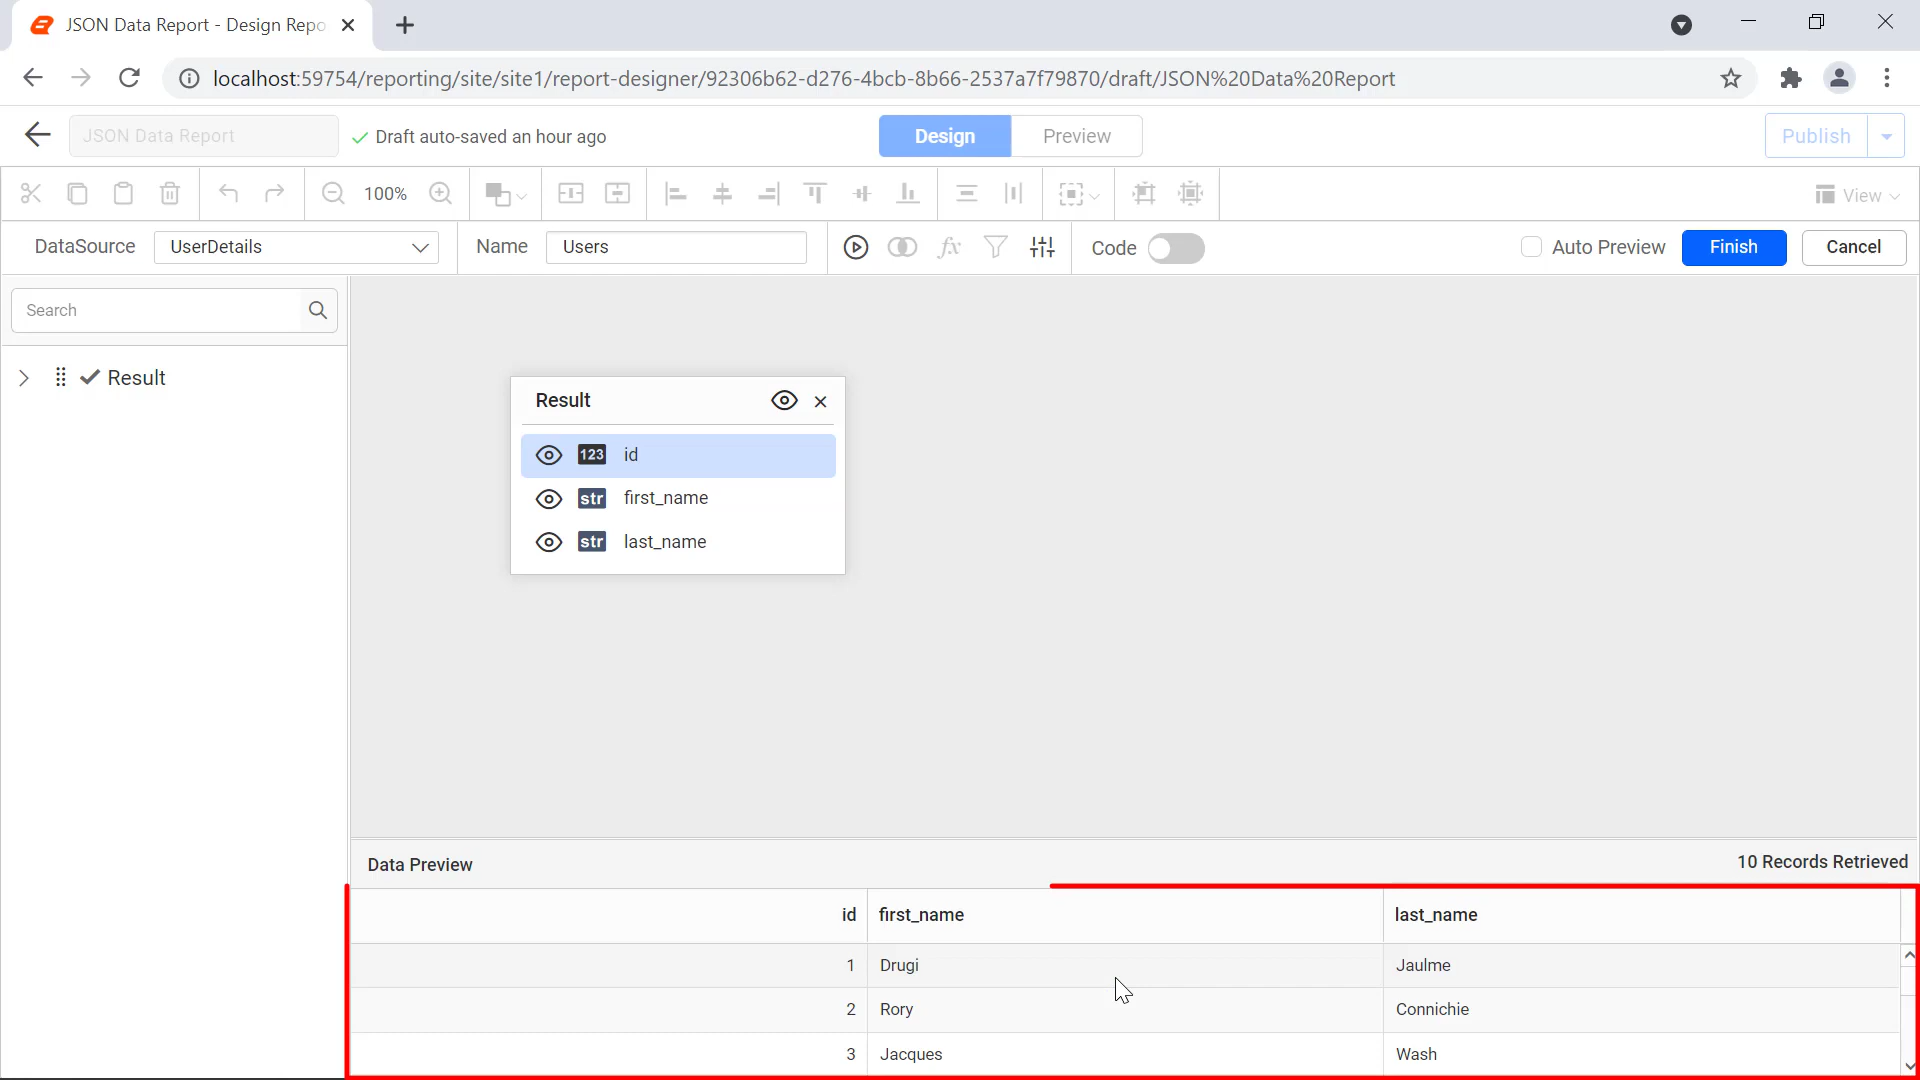 JSON Data Report - Design Repo
localhost:59754/reporting/site/site1/report-designer/92306b62-d276-4bcb-8b66-2537a7f79870/draft/JSON%20Data%20Report
JSON Data Report
Draft auto-saved an hour ago
Design
Preview
Publish
100%
View
DataSource
UserDetails
Name
Users
fx
Code
Auto Preview
Finish
Cancel
Search
Result
Result
123 id
str first_name
str last_name
Data Preview
10 Records Retrieved
id first_name last_name
1 Drugi Jaulme
2 Rory Connichie
3 Jacques Wash